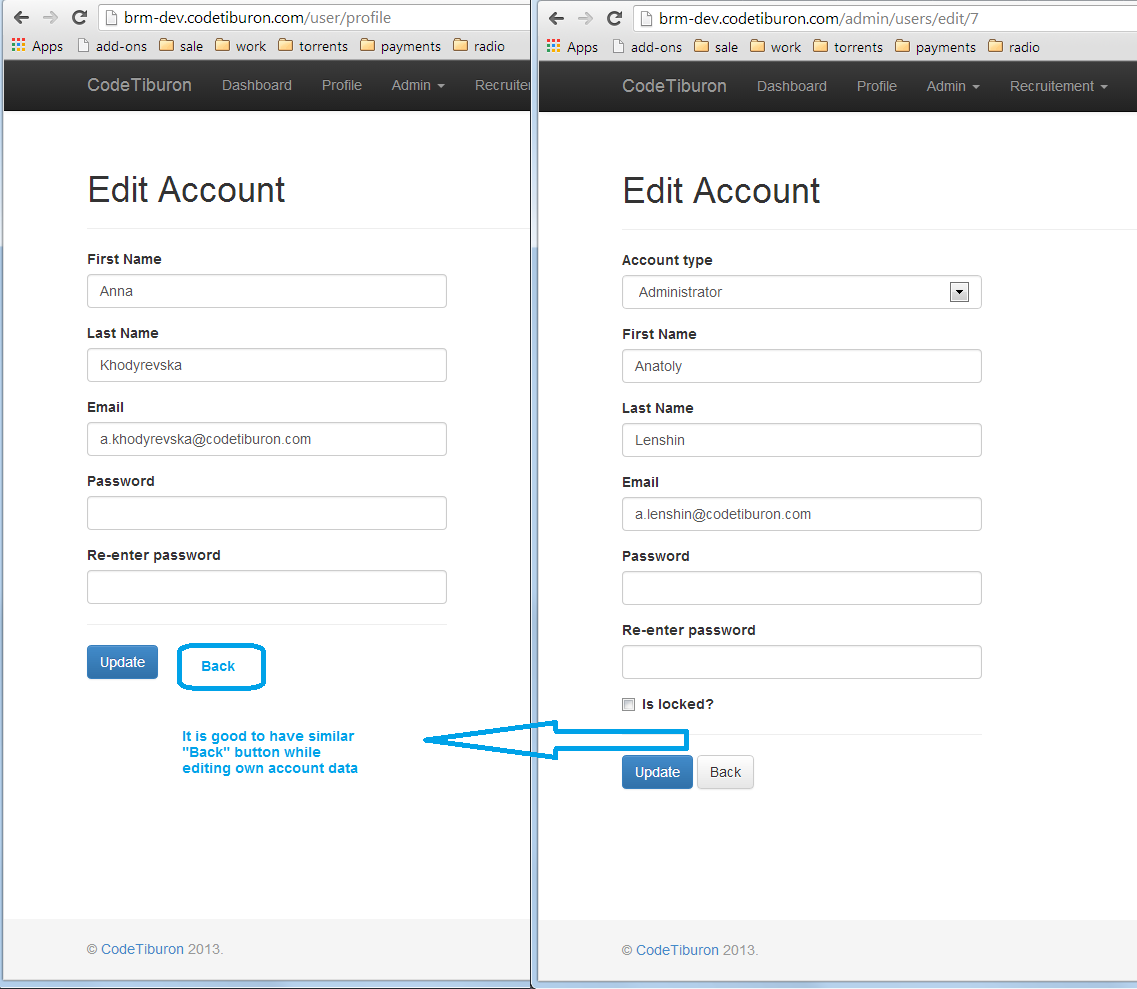 brm-dev.codetiburon.com/user/profile
Apps add-ons sale work torrents payments radio
CodeTiburon Dashboard Profile Admin Recruite
Edit Account
First Name
Anna
Last Name
Khodyrevska
Email
a.khodyrevska@codetiburon.com
Password
Re-enter password
Update Back
It is good to have similar
"Back" button while
editing own account data
© CodeTiburon 2013.
brm-dev.codetiburon.com/admin/users/edit/7
Apps add-ons sale work torrents payments radio
CodeTiburon Dashboard Profile Admin Recruitement
Edit Account
Account type
Administrator
First Name
Anatoly
Last Name
Lenshin
Email
a.lenshin@codetiburon.com
Password
Re-enter password
Is locked?
Update Back
© CodeTiburon 2013.